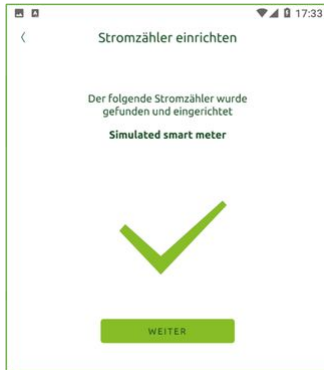 17:33
Stromzähler einrichten
Der folgende Stromzähler wurde
gefunden und eingerichtet
Simulated smart meter
WEITER